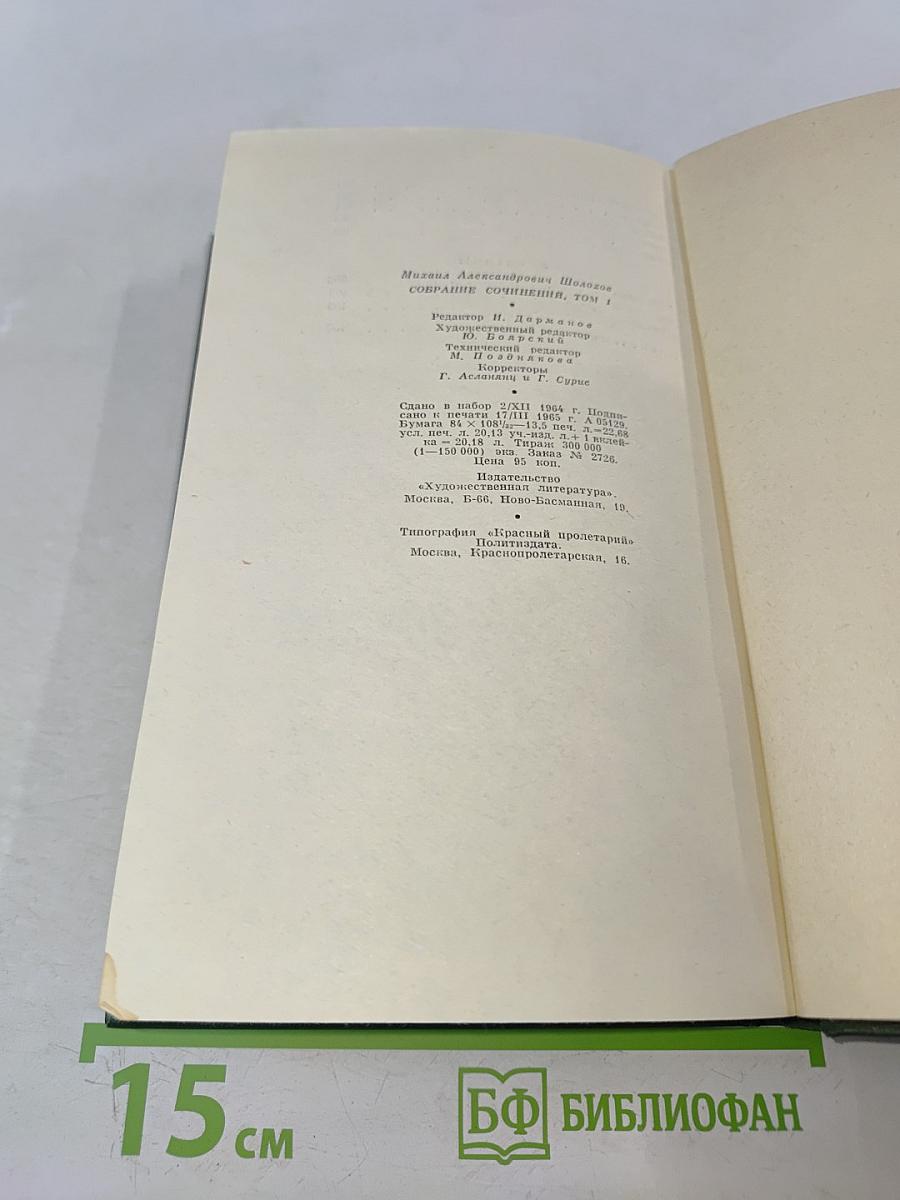 Михаил Александрович Шолохов
СОБРАНИЕ СОЧИНЕНИЙ, ТОМ 1
•
Редактор И. Дарманов
Художественный редактор
Ю. Боярский
Технический редактор
М. Позднякова
Корректоры
Г. Асланянц и Г. Сурис
•
Сдано в набор 2/XII 1964 г. Подпи-
сано к печати 17/III 1965 г. А 05129.
Бумага 84 × 108¹/₃₂—13,5 печ. л.=22,68
усл. печ. л. 20,13 уч.-изд. л.+1 вклей-
ка = 20,18 л. Тираж 300 000
(1—150 000) экз. Заказ № 2726.
Цена 95 коп.
Издательство
«Художественная литература».
Москва, Б-66, Ново-Басманная, 19.
•
Типография «Красный пролетарий»
Политиздата.
Москва, Краснопролетарская, 16.
15 см
БФ БИБЛИОФАН